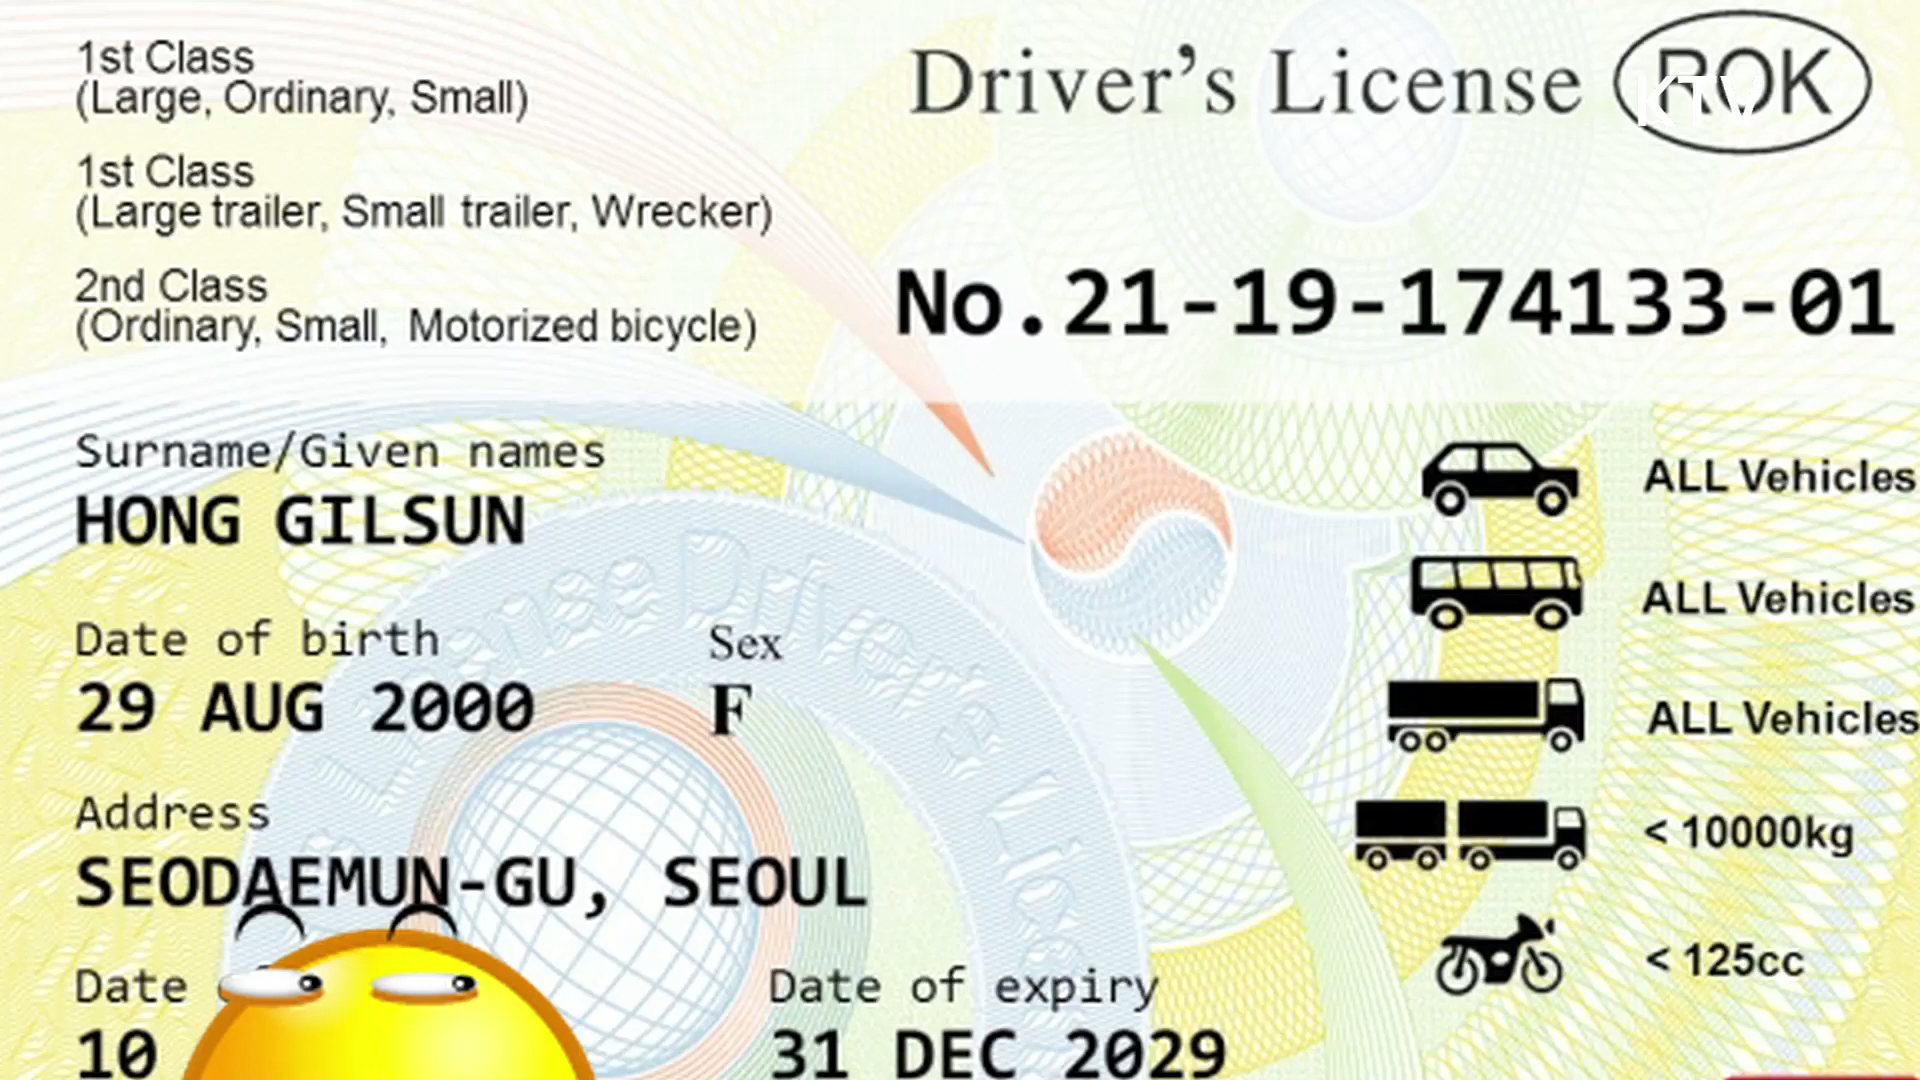 1st Class
(Large, Ordinary, Small)
1st Class
(Large trailer, Small trailer, Wrecker)
2nd Class
(Ordinary, Small, Motorized bicycle)
Driver's License ROK
KTV
No.21-19-174133-01
Surname/Given names
HONG GILSUN
Date of birth
29 AUG 2000
Sex
F
Address
SEODAEMUN-GU, SEOUL
Date
10
Date of expiry
31 DEC 2029
ALL Vehicles
ALL Vehicles
ALL Vehicles
< 10000kg
< 125cc